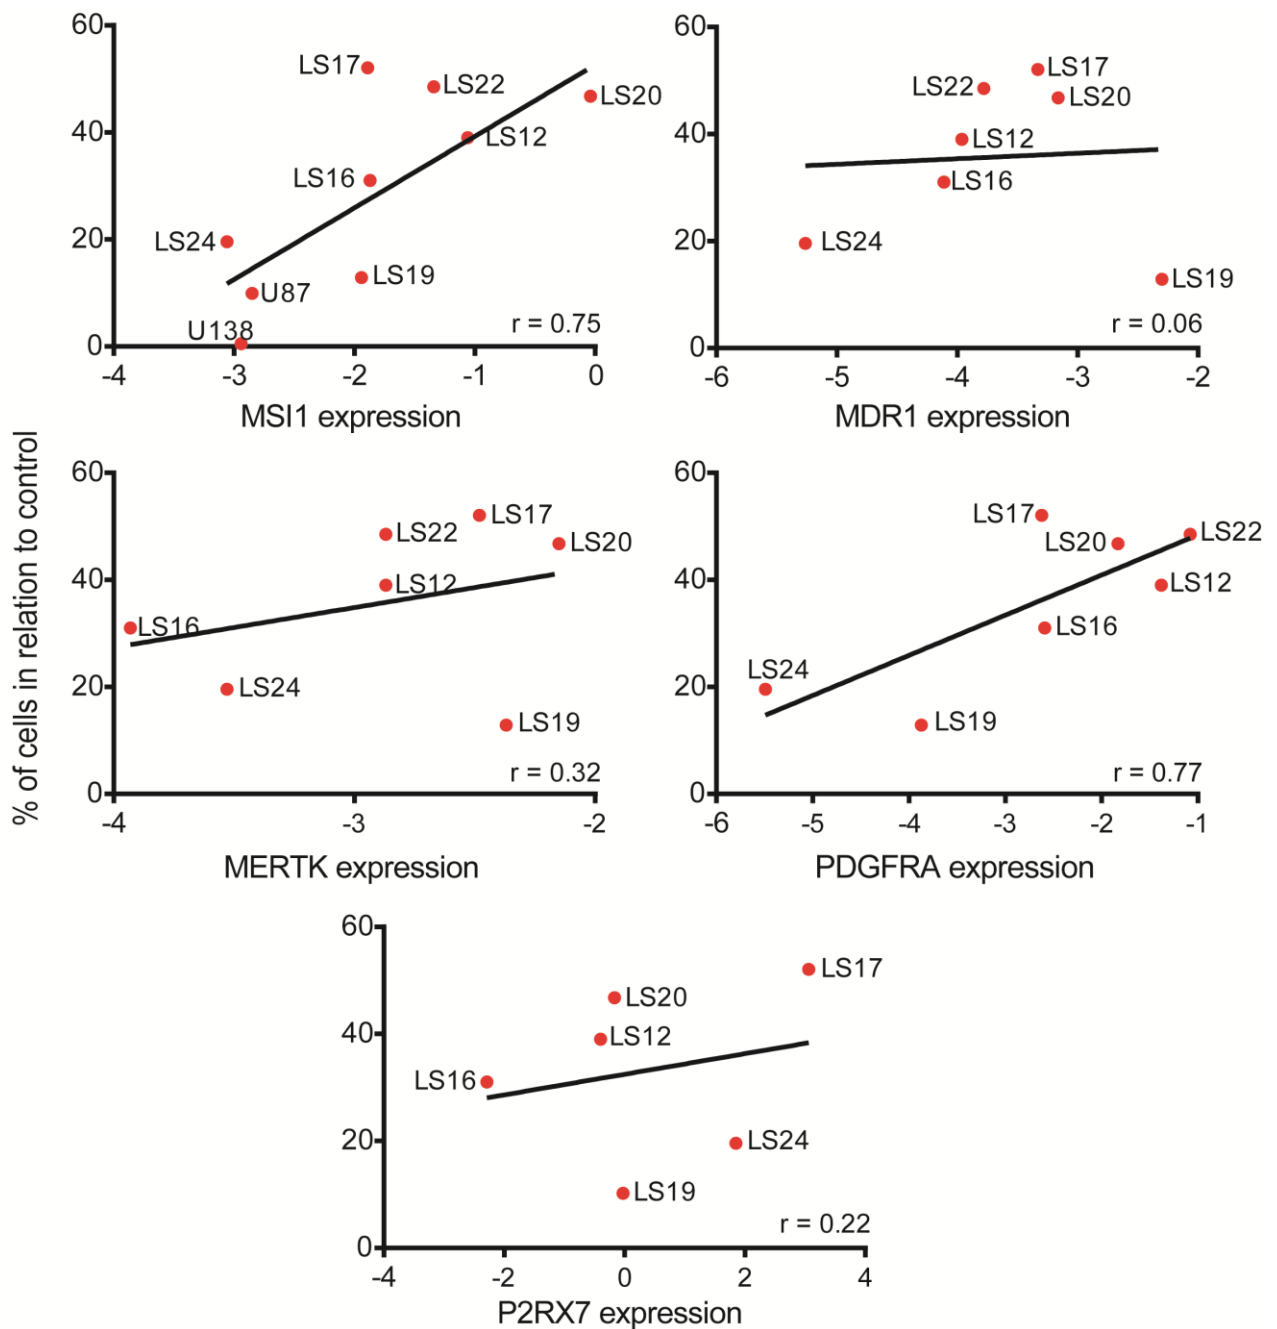 % of cells in relation to control
60
40
20
0
LS17
LS22
LS20
LS12
LS16
LS24
LS19
U87
U138
r = 0.75
-4
-3
-2
-1
0
MSI1 expression
60
40
20
0
LS17
LS22
LS20
LS12
LS16
LS24
LS19
r = 0.06
-6
-5
-4
-3
-2
MDR1 expression
60
40
20
0
LS17
LS22
LS20
LS12
LS16
LS24
LS19
r = 0.32
-4
-3
-2
MERTK expression
60
40
20
0
LS17
LS20
LS22
LS12
LS16
LS24
LS19
r = 0.77
-6
-5
-4
-3
-2
-1
PDGFRA expression
60
40
20
0
LS17
LS20
LS12
LS16
LS24
LS19
r = 0.22
-4
-2
0
2
4
P2RX7 expression